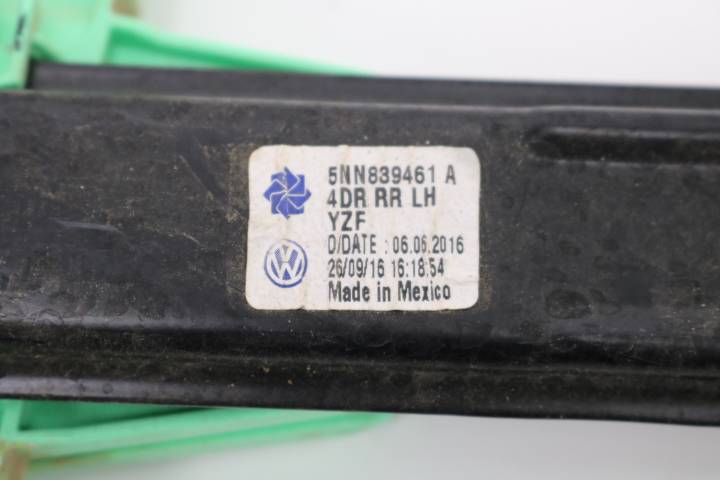 5NN839461 A
4DR RR LH
YZF
D/DATE : 06.06.2016
26/09/16 16:18:54
Made in Mexico